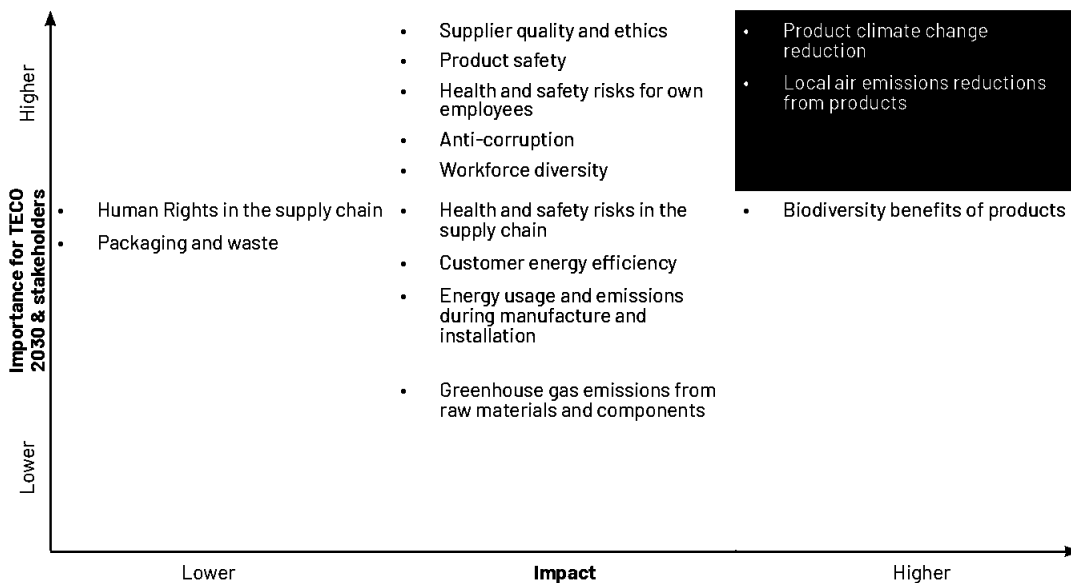 Higher
Importance for TECO
2030 & stakeholders
Lower
• Supplier quality and ethics
• Product safety
• Health and safety risks for own
employees
• Anti-corruption
• Workforce diversity
• Product climate change
reduction
• Local air emissions reductions
from products
• Human Rights in the supply chain
• Packaging and waste
• Health and safety risks in the
supply chain
• Customer energy efficiency
• Energy usage and emissions
during manufacture and
installation
• Biodiversity benefits of products
• Greenhouse gas emissions from
raw materials and components
Lower
Impact
Higher